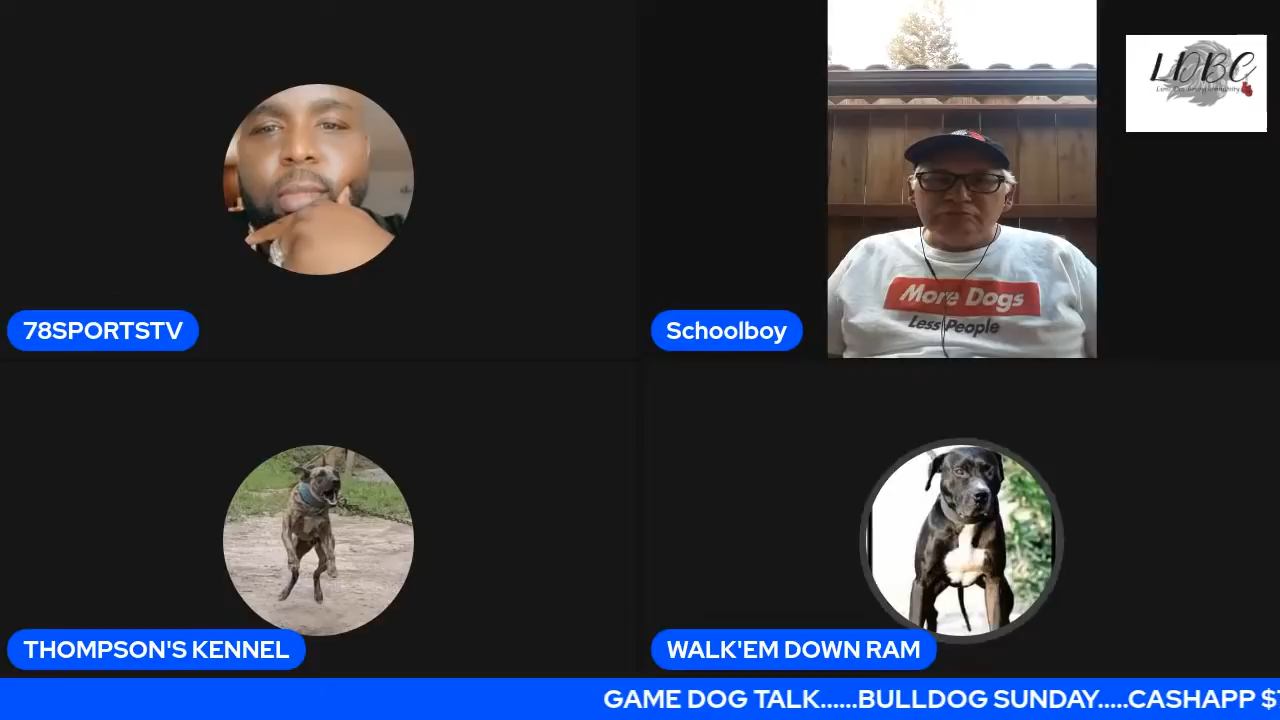 LDBC
78SPORTSTV
Schoolboy
More Dogs
Less People
THOMPSON'S KENNEL
WALK'EM DOWN RAM
GAME DOG TALK......BULLDOG SUNDAY.....CASHAPP $